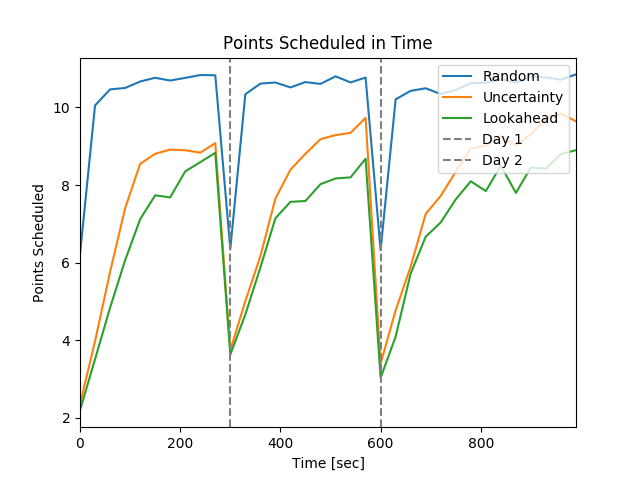 Points Scheduled in Time
Points Scheduled
10
8
6
4
2
Random
Uncertainty
Lookahead
Day 1
Day 2
0 200 400 600 800
Time [sec]